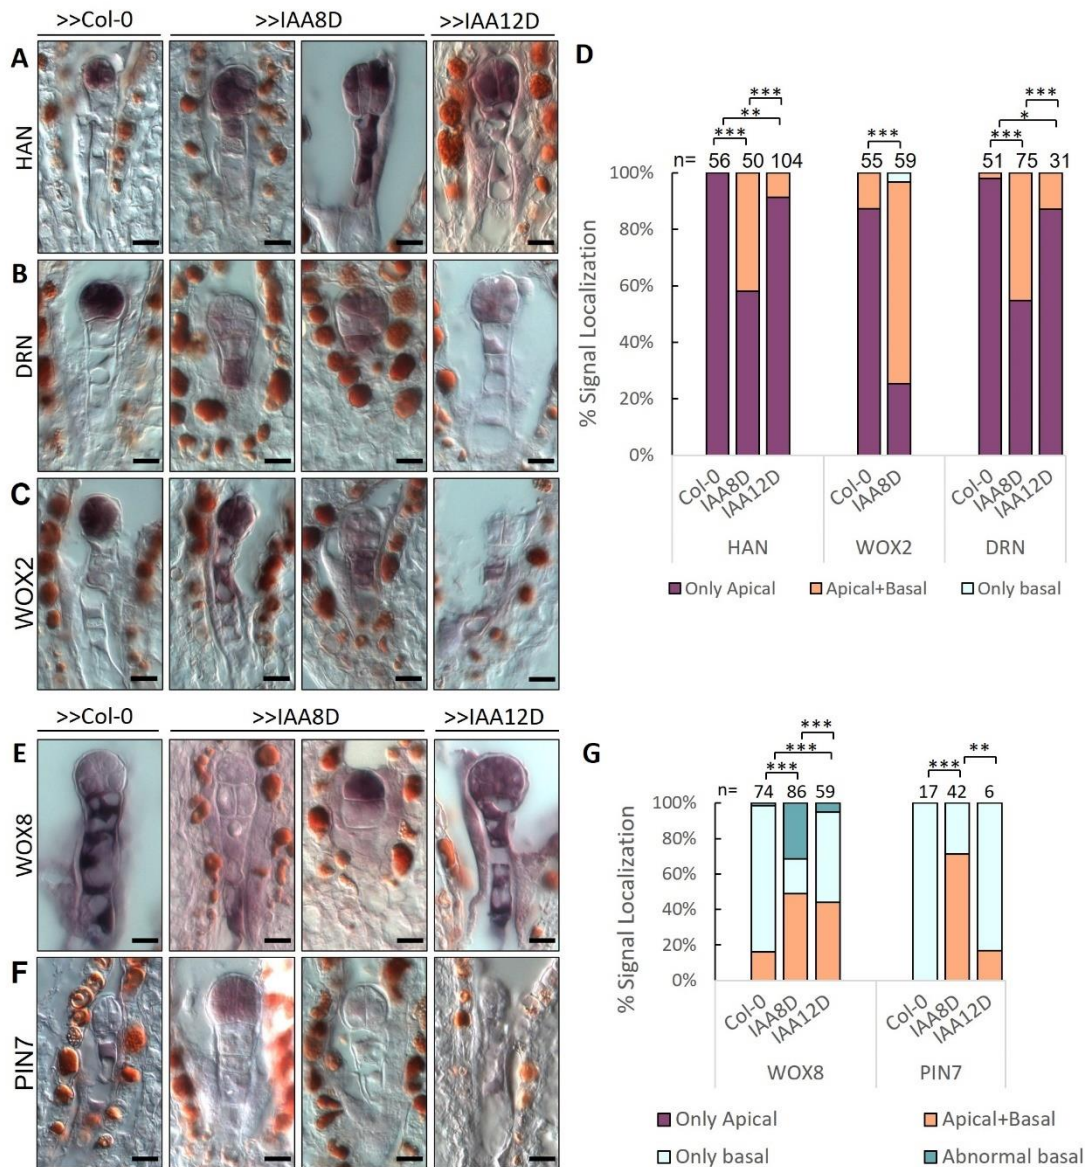 >>Col-0 >>IAA8D >>IAA12D
A
HAN
B
DRN
C
WOX2
D
*** *** ***
** *
*** *** ***
n= 56 50 104 55 59 51 75 31
100%
80%
60%
40%
20%
0%
% Signal Localization
Col-0 IAA8D IAA12D Col-0 IAA8D Col-0 IAA8D IAA12D
HAN WOX2 DRN
Only Apical Apical+Basal Only basal
>>Col-0 >>IAA8D >>IAA12D
E
WOX8
F
PIN7
G
***
*** **
*** ***
n= 74 86 59 17 42 6
100%
80%
60%
40%
20%
0%
% Signal Localization
Col-0 IAA8D IAA12D Col-0 IAA8D IAA12D
WOX8 PIN7
Only Apical Apical+Basal
Only basal Abnormal basal